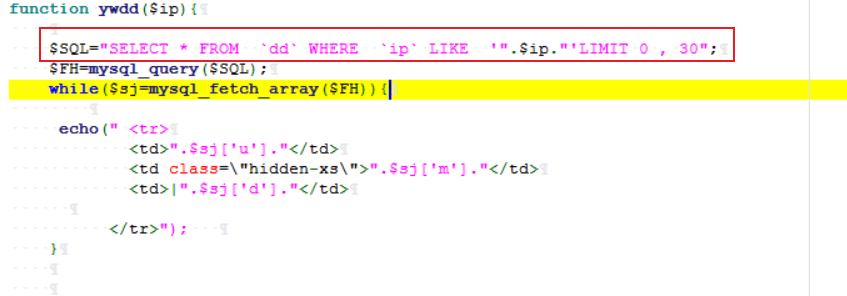 function ywdd($ip){
$SQL="SELECT * FROM  `dd` WHERE  `ip` LIKE  '".$ip."'LIMIT 0 , 30";
$FH=mysql_query($SQL);
while($sj=mysql_fetch_array($FH)){
echo(" <tr>
<td>".$sj['u']."</td>
<td class=\"hidden-xs\">".$sj['m']."</td>
<td>|".$sj['d']."</td>
</tr>");
}